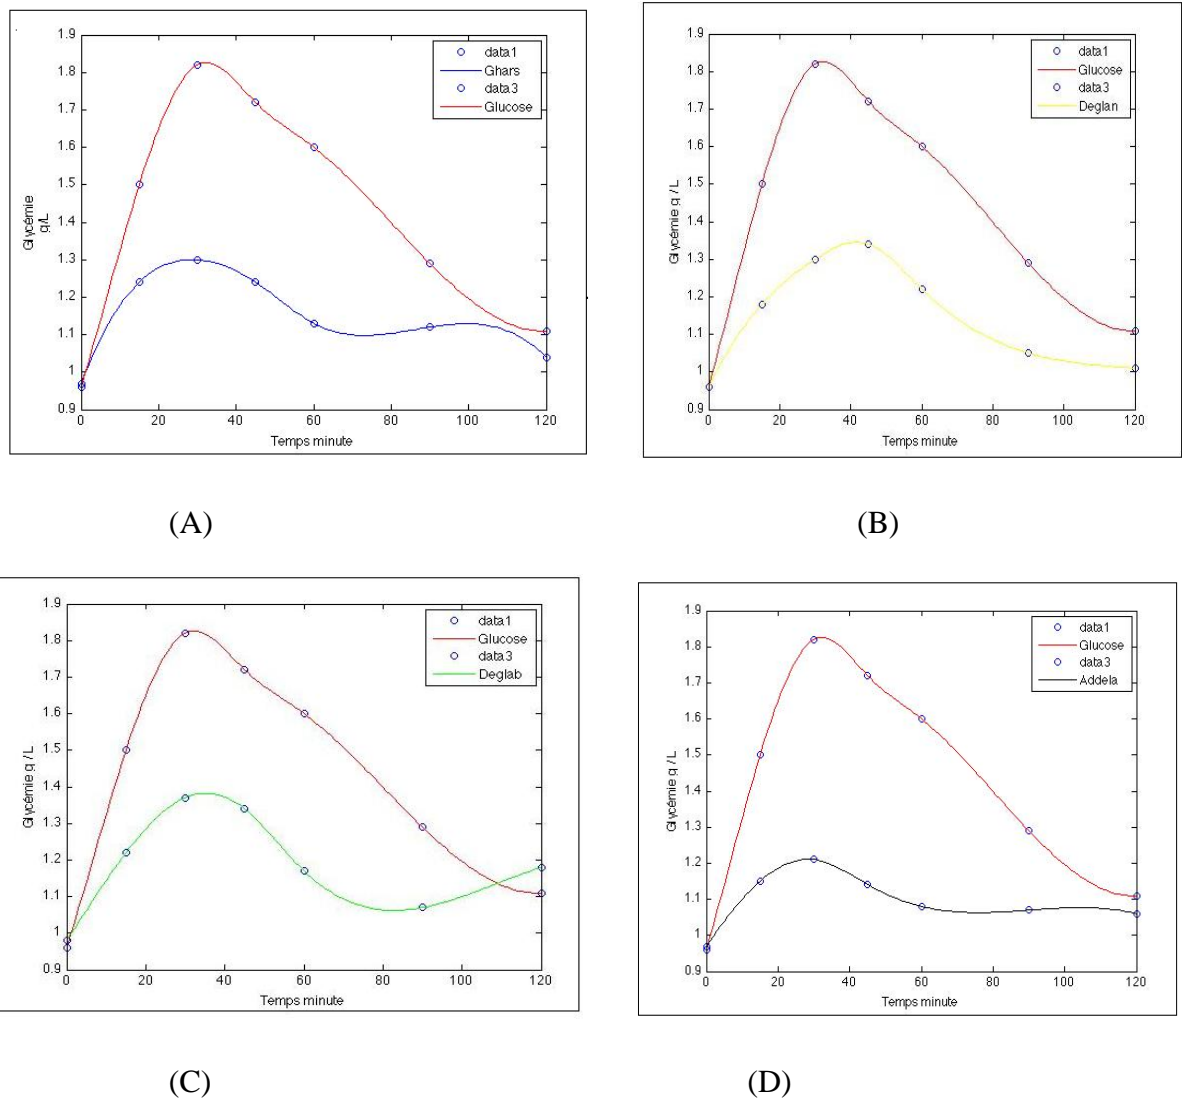 1.9
1.8
1.7
1.6
1.5
1.4
1.3
1.2
1.1
1
0.9
0 20 40 60 80 100 120
Glycémie
g/L
Temps minute
data1
Ghars
data3
Glucose
(A)
1.9
1.8
1.7
1.6
1.5
1.4
1.3
1.2
1.1
1
0.9
0 20 40 60 80 100 120
Glycémie g / L
Temps minute
data1
Glucose
data3
Deglan
(B)
1.9
1.8
1.7
1.6
1.5
1.4
1.3
1.2
1.1
1
0.9
0 20 40 60 80 100 120
Glycémie g / L
Temps minute
data1
Glucose
data3
Deglab
(C)
1.9
1.8
1.7
1.6
1.5
1.4
1.3
1.2
1.1
1
0.9
0 20 40 60 80 100 120
Glycémie g / L
Temps minute
data1
Glucose
data3
Addela
(D)